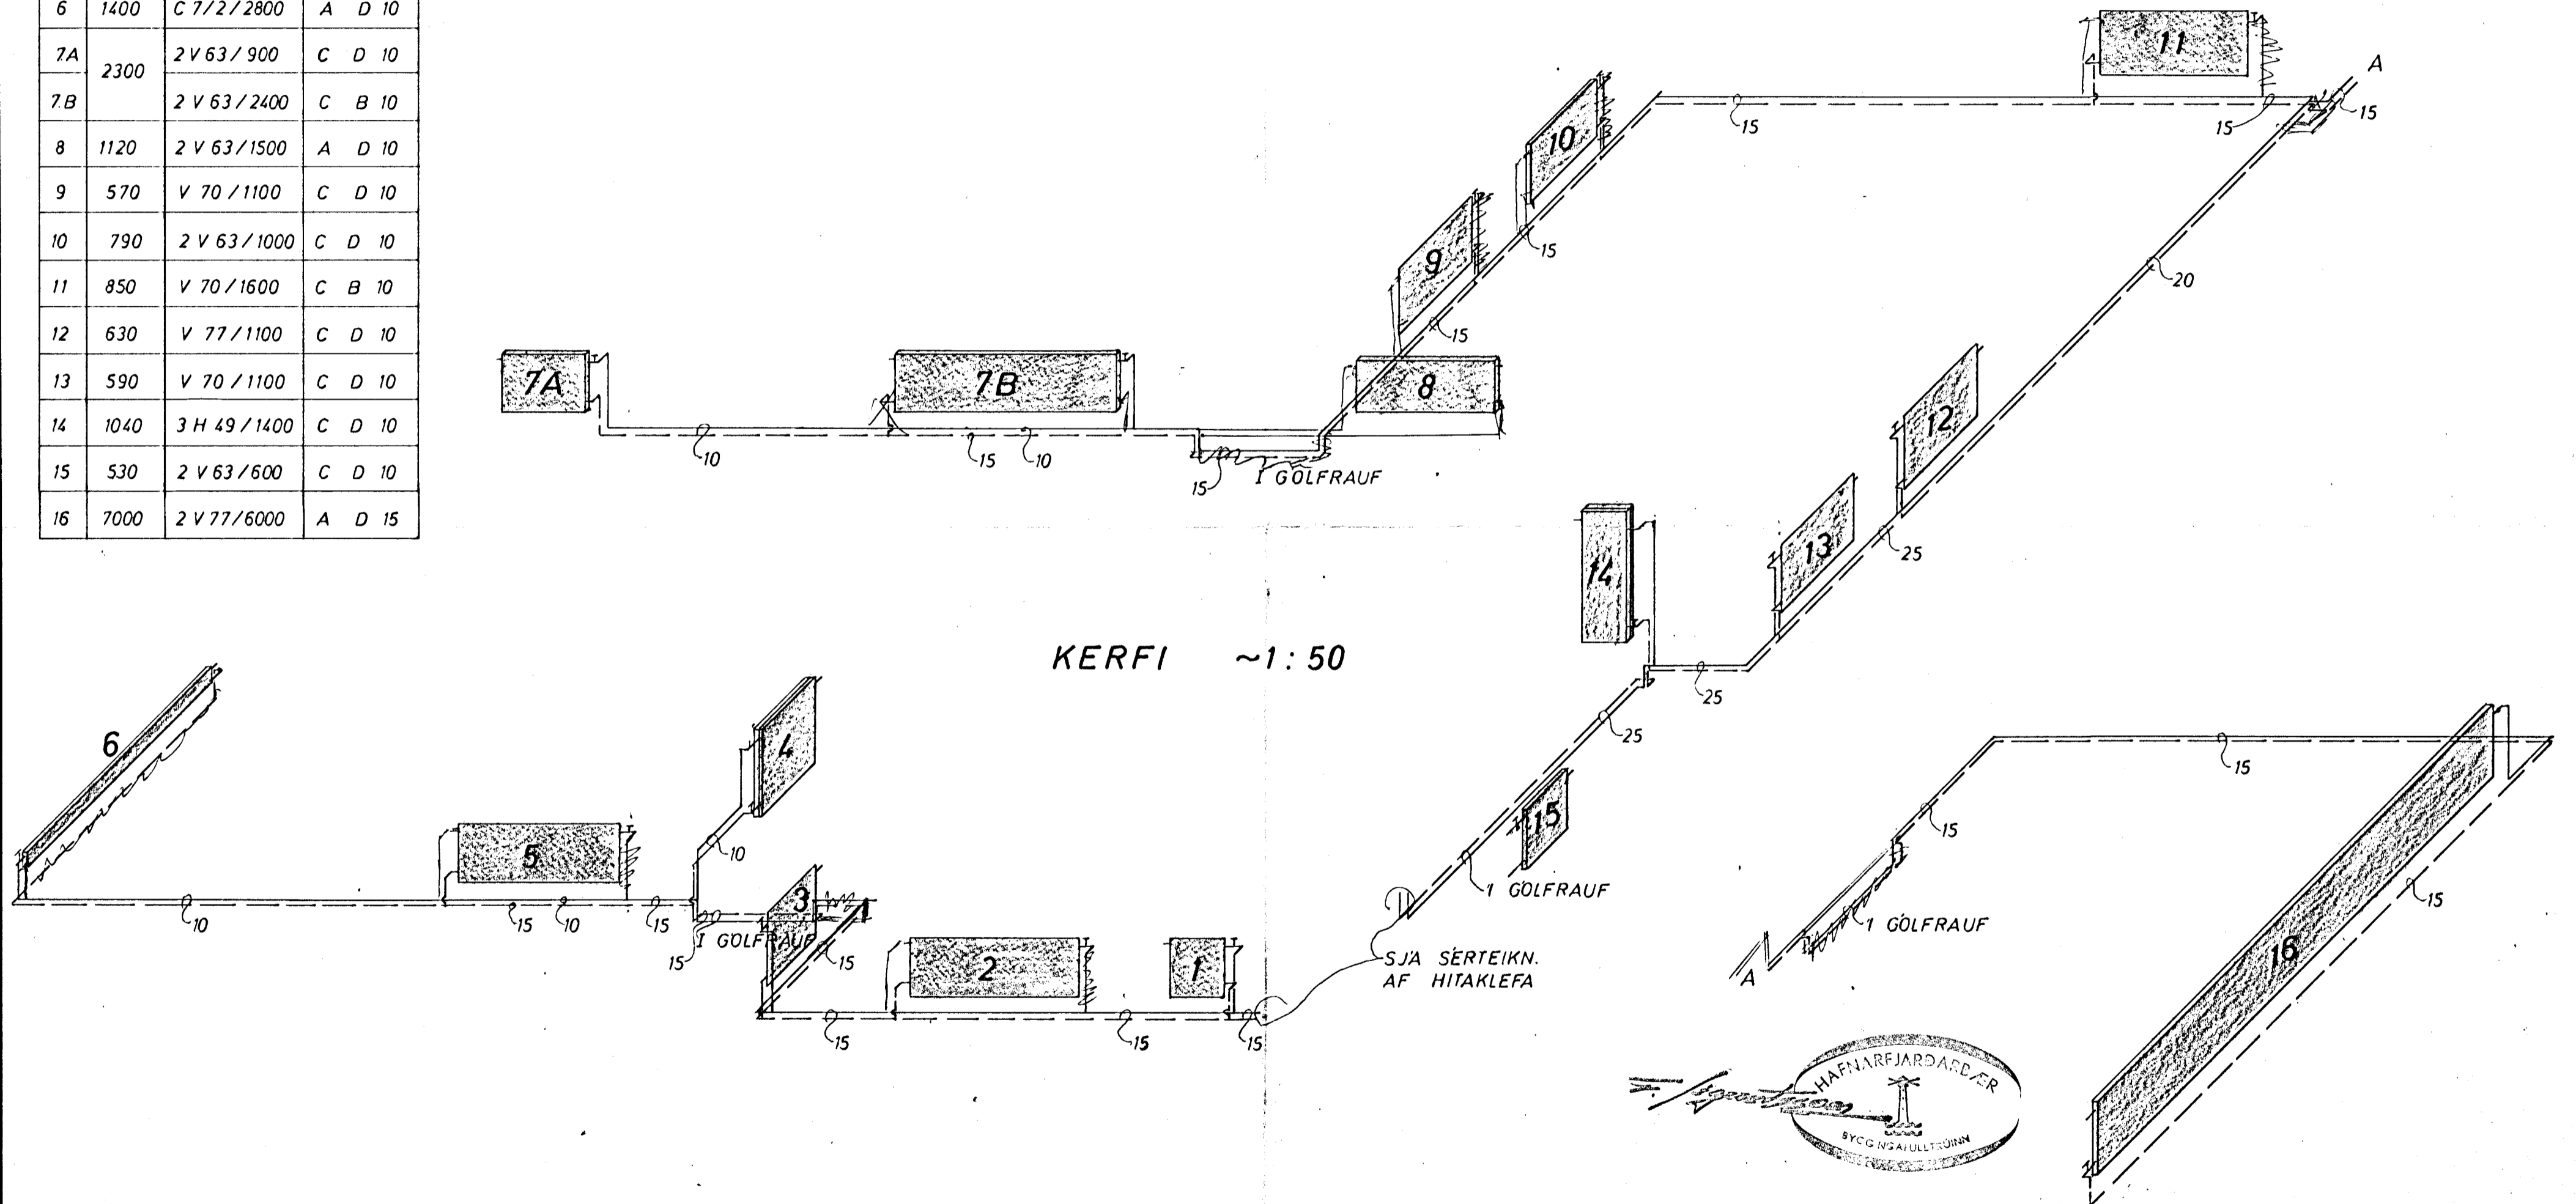 6 1400 C 7/2/2800 A D 10
7.A 2300 2 V 63/900 C D 10
7.B 2 V 63/2400 C B 10
8 1120 2 V 63/1500 A D 10
9 570 V 70/1100 C D 10
10 790 2 V 63/1000 C D 10
11 850 V 70/1600 C B 10
12 630 V 77/1100 C D 10
13 590 V 70/1100 C D 10
14 1040 3 H 49/1400 C D 10
15 530 2 V 63/600 C D 10
16 7000 2 V 77/6000 A D 15
11
A
15
15
15
10
15
9
15
20
7A
7B
8
10
15
10
15
I GÓLFRAUF
12
25
13
14
25
KERFI ~1:50
25
6
4
10
5
3
10
15
10
15
I GÓLFRAUF
15
15
2
1
15
15
15
15
I GÓLFRAUF
SJÁ SÉRTEIKN.
AF HITAKLEFA
15
15
I GÓLFRAUF
A
15
16
HAFNARFJARÐARBÆR
BYGGINGAFULLTRÚINN